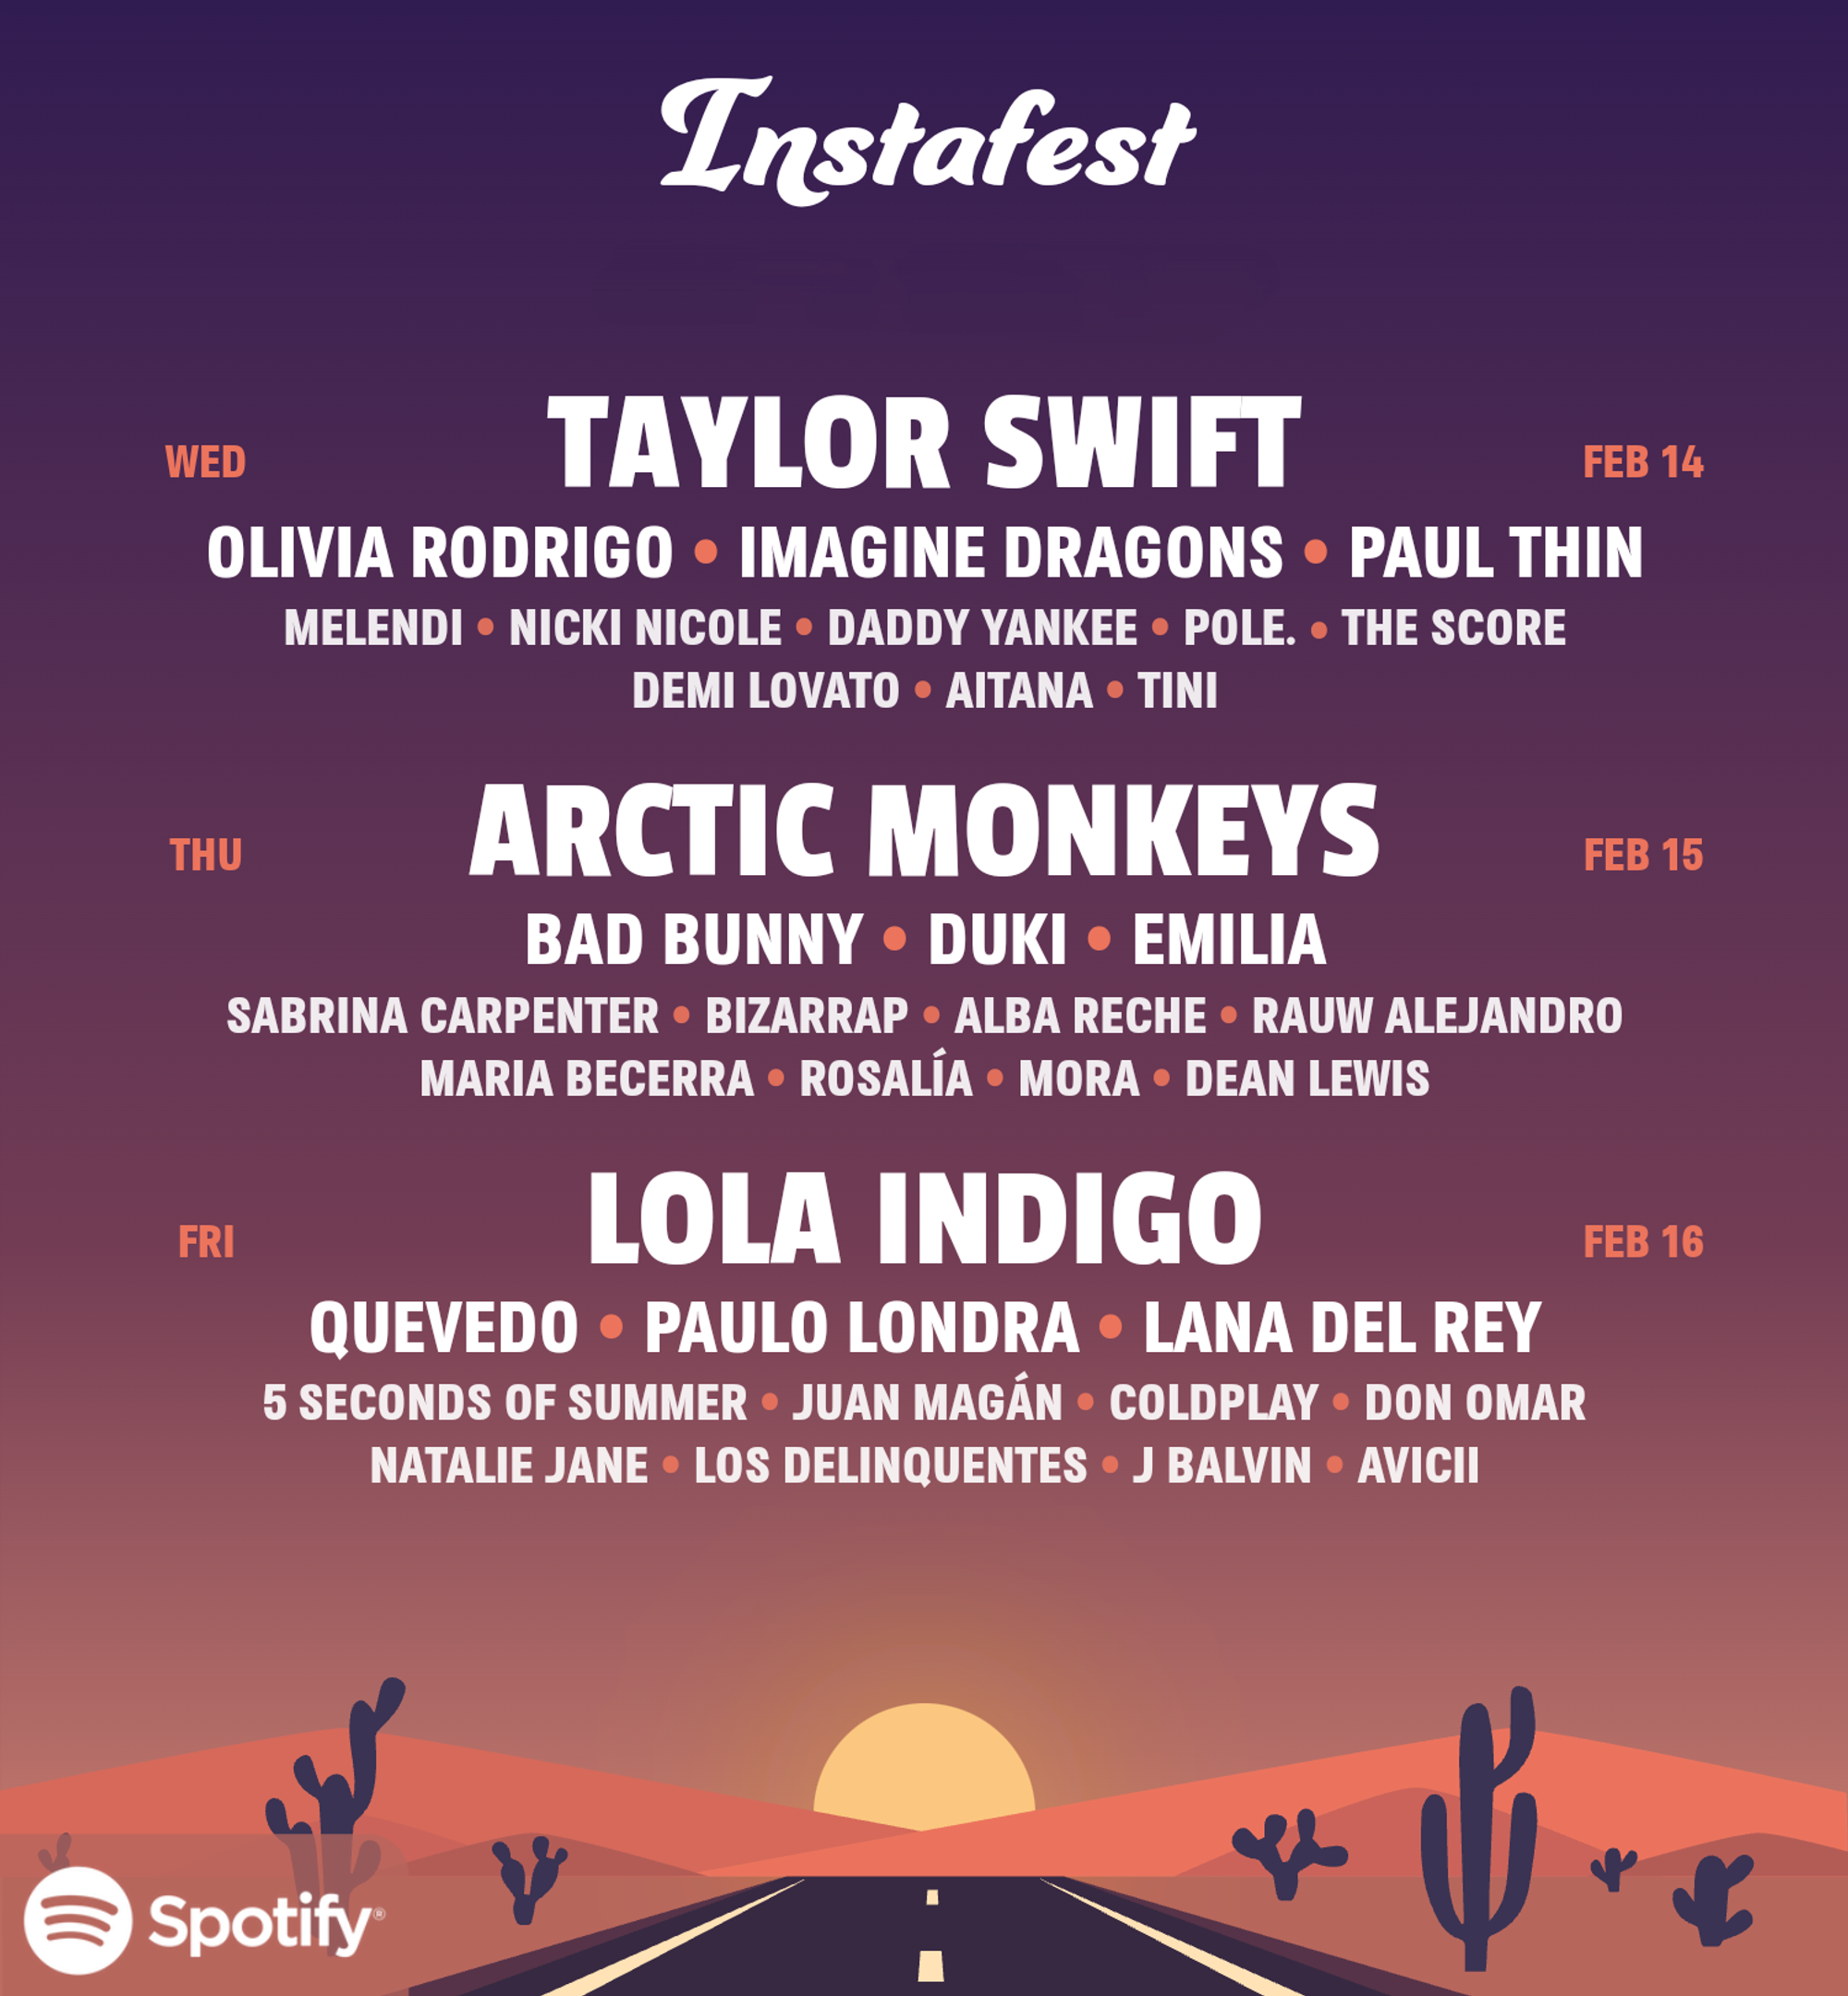 Instafest
WED
TAYLOR SWIFT
FEB 14
OLIVIA RODRIGO • IMAGINE DRAGONS • PAUL THIN
MELENDI • NICKI NICOLE • DADDY YANKEE • POLE. • THE SCORE
DEMI LOVATO • AITANA • TINI
THU
ARCTIC MONKEYS
FEB 15
BAD BUNNY • DUKI • EMILIA
SABRINA CARPENTER • BIZARRAP • ALBA RECHE • RAUW ALEJANDRO
MARIA BECERRA • ROSALÍA • MORA • DEAN LEWIS
FRI
LOLA INDIGO
FEB 16
QUEVEDO • PAULO LONDRA • LANA DEL REY
5 SECONDS OF SUMMER • JUAN MAGÁN • COLDPLAY • DON OMAR
NATALIE JANE • LOS DELINQUENTES • J BALVIN • AVICII
Spotify®